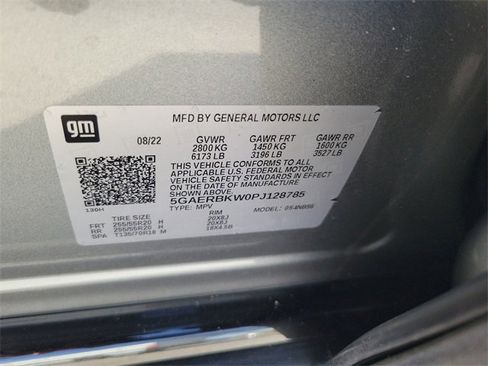 gm
MFD BY GENERAL MOTORS LLC
08/22 GVWR GAWR FRT GAWR RR
2800 KG 1450 KG 1600 KG
6173 LB 3196 LB 3527 LB
THIS VEHICLE CONFORMS TO ALL
APPLICABLE U.S. FEDERAL MOTOR
VEHICLE SAFETY
THIS VEHICLE IN EFFECT ON
THE DATE OF MANUFACTURE SHOWN ABOVE.
5GAERBKW0PJ128785
TYPE: MPV MODEL:
TIRE SIZE RIM
FRT 255/55R20 H 20X8J
RR 255/55R20 H 20X8J
SPA T135/70R18 M 18X4.5B